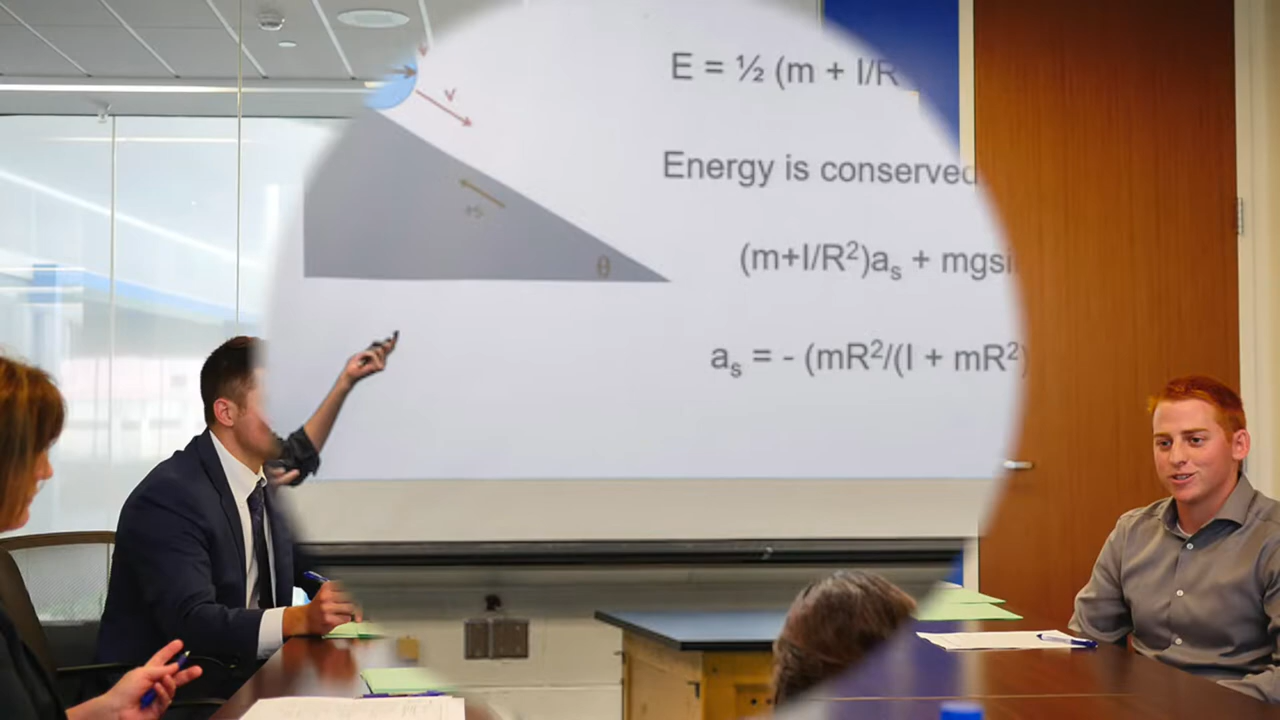 E = ½ (m + I/R
Energy is conserved
(m+I/R²)aₛ + mgsi
aₛ = - (mR²/(I + mR²)
v
θ